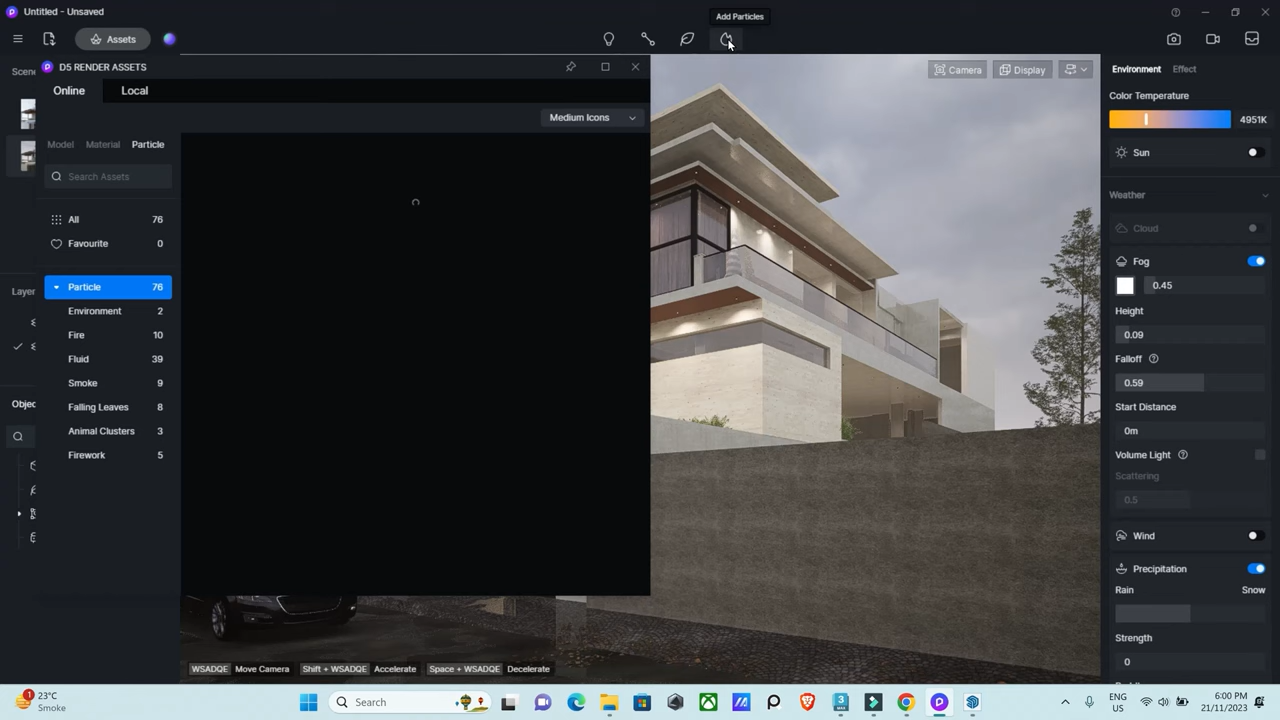 Untitled - Unsaved
Add Particles
Assets
D5 RENDER ASSETS
Scene
Online
Local
Medium Icons
Model
Material
Particle
Search Assets
All 76
Favourite 0
Particle 76
Environment 2
Fire 10
Fluid 39
Smoke 9
Falling Leaves 8
Animal Clusters 3
Firework 5
Layer
Objec
Camera
Display
Environment
Effect
Color Temperature
4951K
Sun
Weather
Cloud
Fog
0.45
Height
0.09
Falloff
0.59
Start Distance
0m
Volume Light
Scattering
0.5
Wind
Precipitation
Rain Snow
Strength
0
WSADQE Move Camera Shift + WSADQE Accelerate Space + WSADQE Decelerate
1
23°C
Smoke
Search
3
ENG
US
6:00 PM
21/11/2023